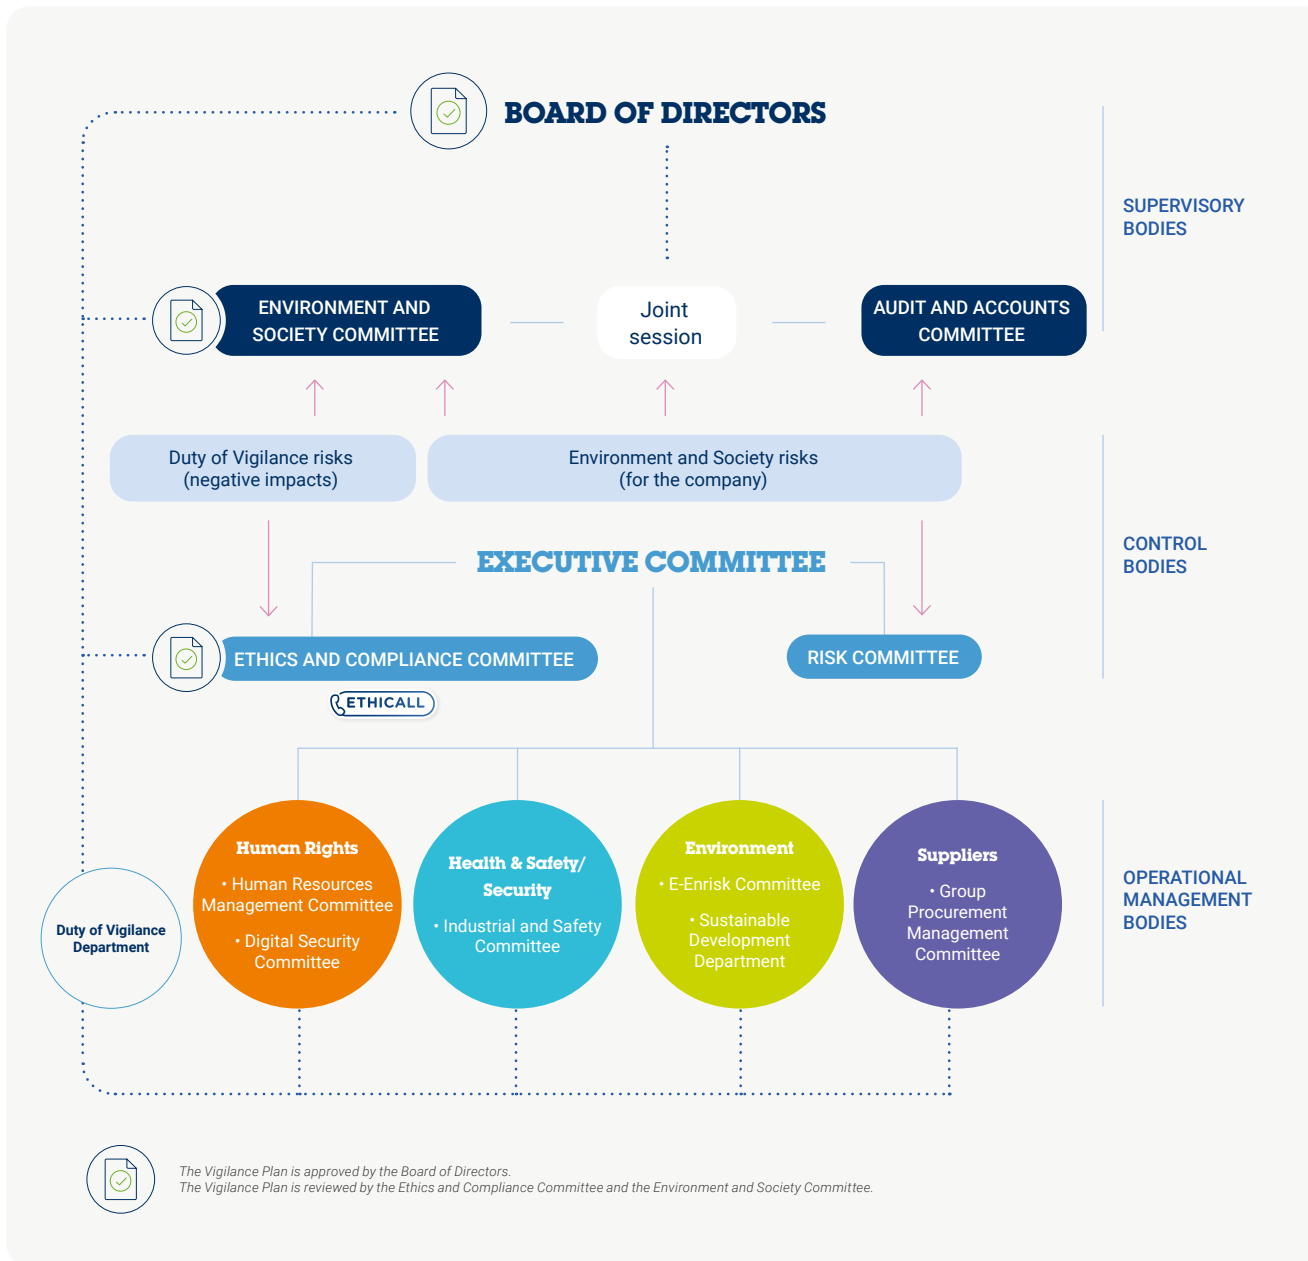 BOARD OF DIRECTORS
SUPERVISORY
BODIES
ENVIRONMENT AND
SOCIETY COMMITTEE
Joint
session
AUDIT AND ACCOUNTS
COMMITTEE
Duty of Vigilance risks
(negative impacts)
Environment and Society risks
(for the company)
CONTROL
BODIES
EXECUTIVE COMMITTEE
ETHICS AND COMPLIANCE COMMITTEE
RISK COMMITTEE
ETHICALL
Duty of Vigilance
Department
Human Rights
• Human Resources
Management Committee
• Digital Security
Committee
Health & Safety/
Security
• Industrial and Safety
Committee
Environment
• E-Enrisk Committee
• Sustainable
Development
Department
Suppliers
• Group
Procurement
Management
Committee
OPERATIONAL
MANAGEMENT
BODIES
The Vigilance Plan is approved by the Board of Directors.
The Vigilance Plan is reviewed by the Ethics and Compliance Committee and the Environment and Society Committee.